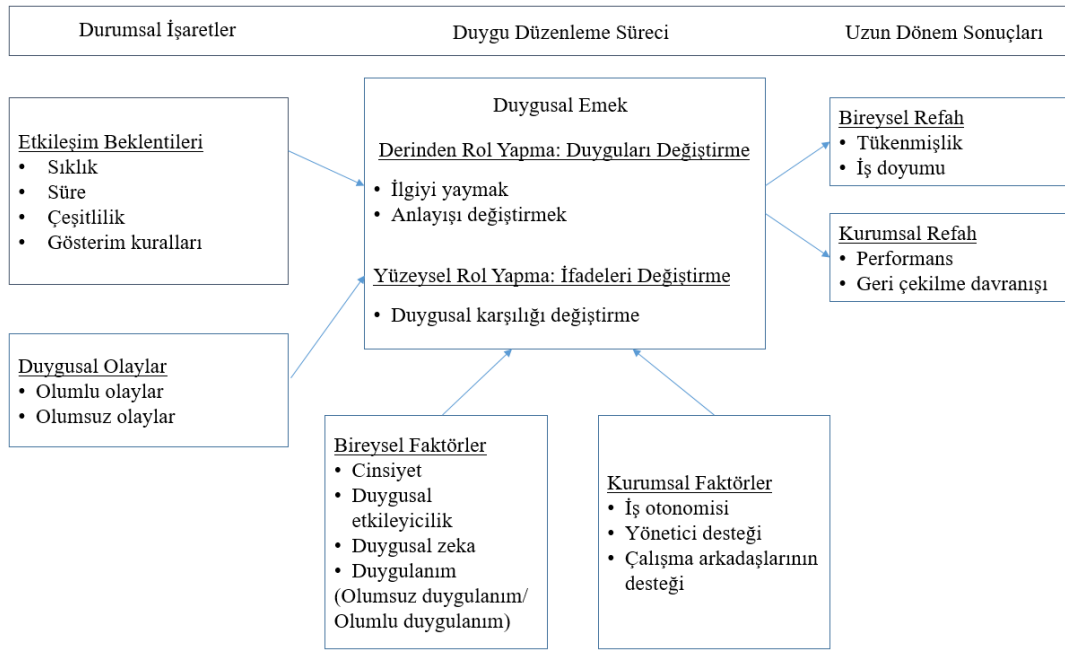 Durumsal İşaretler
Duygu Düzenleme Süreci
Uzun Dönem Sonuçları
Etkileşim Beklentileri
• Sıklık
• Süre
• Çeşitlilik
• Gösterim kuralları
Duygusal Olaylar
• Olumlu olaylar
• Olumsuz olaylar
Duygusal Emek
Derinden Rol Yapma: Duyguları Değiştirme
• İlgiyi yaymak
• Anlayışı değiştirmek
Yüzeysel Rol Yapma: İfadeleri Değiştirme
• Duygusal karşılığı değiştirme
Bireysel Refah
• Tükenmişlik
• İş doyumu
Kurumsal Refah
• Performans
• Geri çekilme davranışı
Bireysel Faktörler
• Cinsiyet
• Duygusal
etkileyicilik
• Duygusal zeka
• Duygulanım
(Olumsuz duygulanım/
Olumlu duygulanım)
Kurumsal Faktörler
• İş otonomisi
• Yönetici desteği
• Çalışma arkadaşlarının
desteği